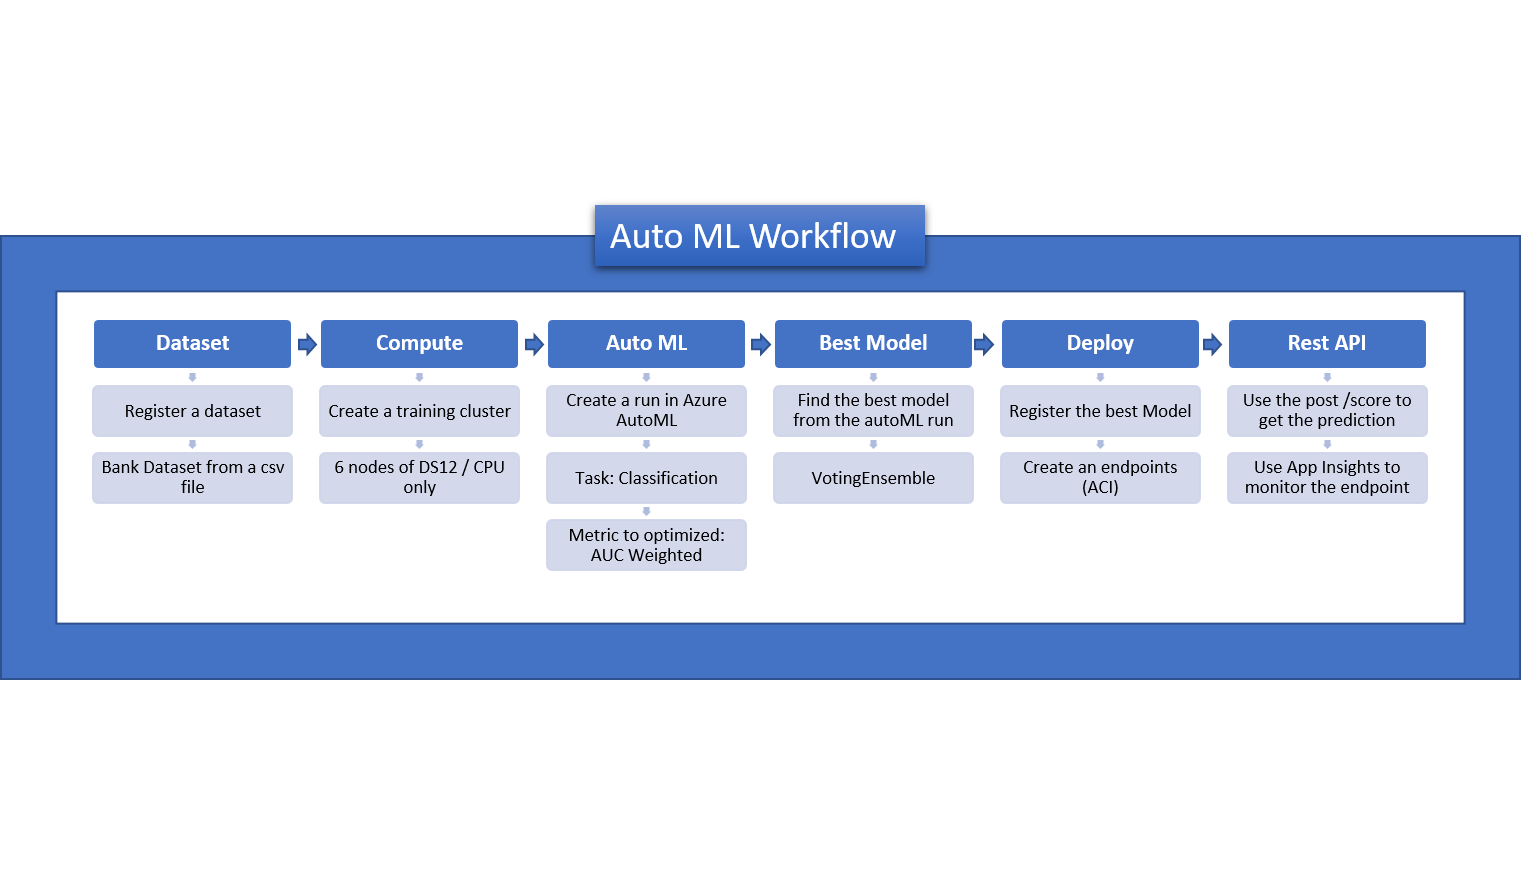 Auto ML Workflow
Dataset
Register a dataset
Bank Dataset from a csv
file
Compute
Create a training cluster
6 nodes of DS12 / CPU
only
Auto ML
Create a run in Azure
AutoML
Task: Classification
Metric to optimized:
AUC Weighted
Best Model
Find the best model
from the autoML run
VotingEnsemble
Deploy
Register the best Model
Create an endpoints
(ACI)
Rest API
Use the post /score to
get the prediction
Use App Insights to
monitor the endpoint